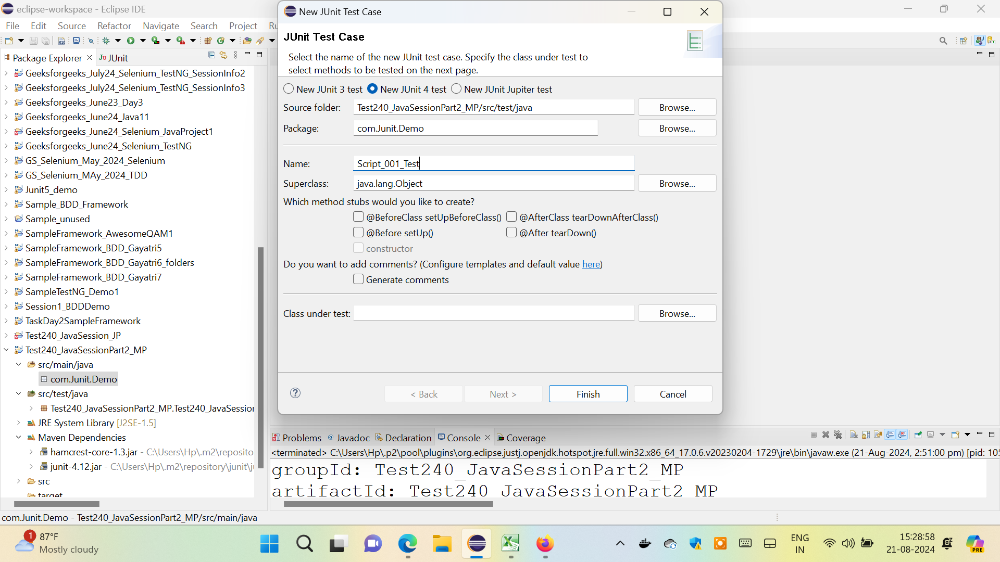 eclipse-workspace - Eclipse IDE
File Edit Source Refactor Navigate Search Project Ru
Package Explorer JUnit
Geeksforgeeks_July24_Selenium_TestNG_SessionInfo2
Geeksforgeeks_July24_Selenium_TestNG_SessionInfo3
Geeksforgeeks_June23_Day3
Geeksforgeeks_June24_Java11
Geeksforgeeks_June24_Selenium_JavaProject1
Geeksforgeeks_June24_Selenium_TestNG
GS_Selenium_May_2024_Selenium
GS_Selenium_MAy_2024_TDD
Junit5_demo
Sample_BDD_Framework
Sample_unused
SampleFramework_AwesomeQAM1
SampleFramework_BDD_Gayatri5
SampleFramework_BDD_Gayatri6_folders
SampleFramework_BDD_Gayatri7
SampleTestNG_Demo1
Session1_BDDDemo
TaskDay2SampleFramework
Test240_JavaSession_JP
Test240_JavaSessionPart2_MP
src/main/java
com.Junit.Demo
src/test/java
Test240_JavaSessionPart2_MP.Test240_JavaSession
JRE System Library [J2SE-1.5]
Maven Dependencies
hamcrest-core-1.3.jar - C:\Users\Hp\.m2\reposito
junit-4.12.jar - C:\Users\Hp\.m2\repository\junit\j
src
target
com.Junit.Demo - Test240_JavaSessionPart2_MP/src/main/java
New JUnit Test Case
JUnit Test Case
Select the name of the new JUnit test case. Specify the class under test to
select methods to be tested on the next page.
New JUnit 3 test New JUnit 4 test New JUnit Jupiter test
Source folder: Test240_JavaSessionPart2_MP/src/test/java Browse...
Package: com.Junit.Demo Browse...
Name: Script_001_Test
Superclass: java.lang.Object Browse...
Which method stubs would you like to create?
@BeforeClass setUpBeforeClass() @AfterClass tearDownAfterClass()
@Before setUp() @After tearDown()
constructor
Do you want to add comments? (Configure templates and default value here)
Generate comments
Class under test: Browse...
< Back Next > Finish Cancel
Problems Javadoc Declaration Console Coverage
<terminated> C:\Users\Hp\.p2\pool\plugins\org.eclipse.justj.openjdk.hotspot.jre.full.win32.x86_64_17.0.6.v20230204-1729\jre\bin\javaw.exe (21-Aug-2024, 2:51:00 pm) [pid: 10
groupId: Test240_JavaSessionPart2_MP
artifactId: Test240_JavaSessionPart2_MP
1 87°F
Mostly cloudy
ENG
IN
15:28:58
21-08-2024
PRE